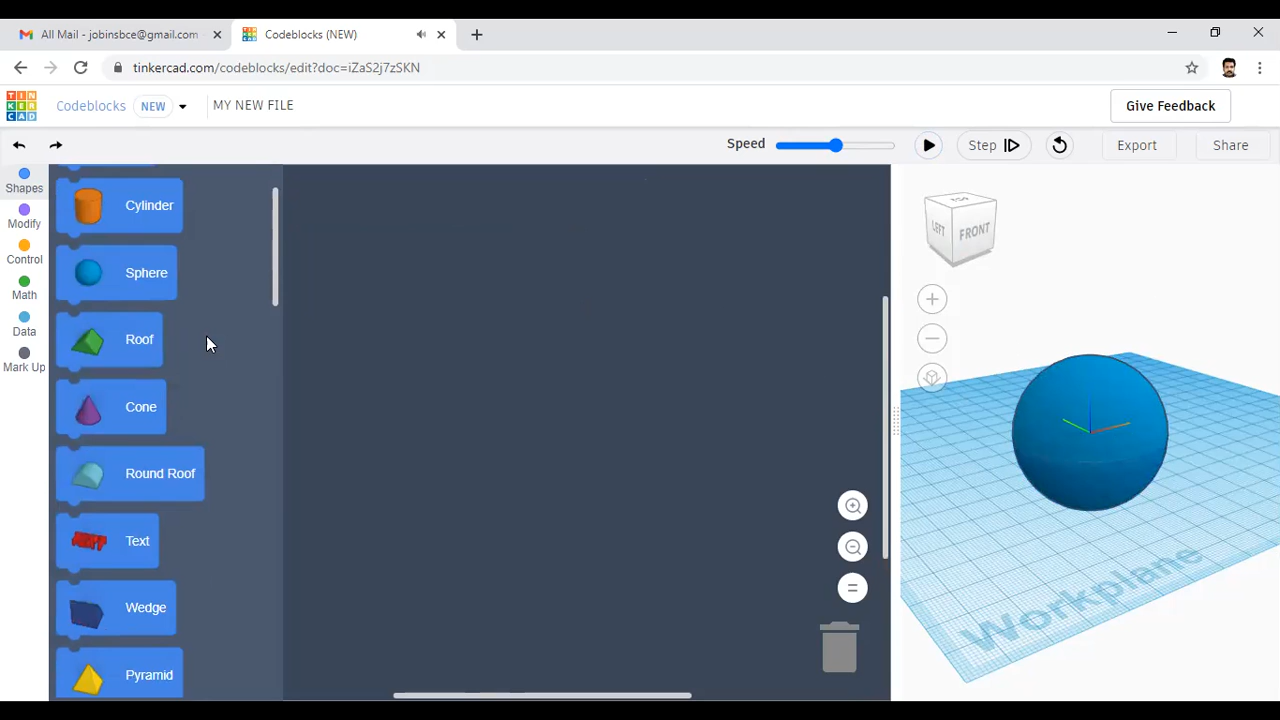 All Mail - jobinsbce@gmail.com
Codeblocks (NEW)
tinkercad.com/codeblocks/edit?doc=iZaS2j7zSKN
TIN
KER
CAD
Codeblocks
NEW
MY NEW FILE
Give Feedback
Speed
Step
Export
Share
Shapes
Modify
Control
Math
Data
Mark Up
Cylinder
Sphere
Roof
Cone
Round Roof
Text
Wedge
Pyramid
TOP
LEFT
FRONT
Workplane